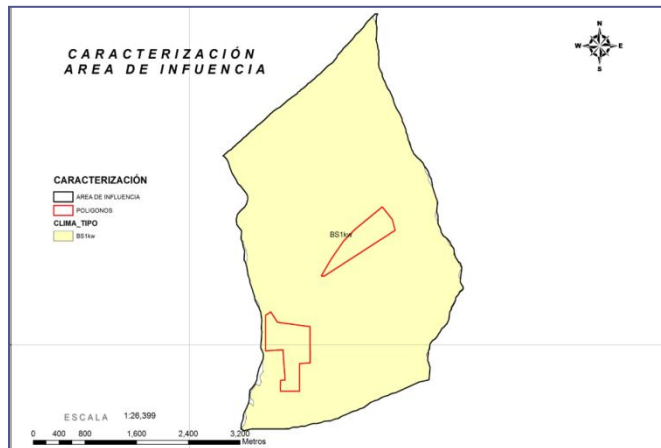 CARACTERIZACIÓN
AREA DE INFUENCIA
N
W E
S
CARACTERIZACIÓN
AREA DE INFLUENCIA
POLIGONOS
CLIMA_TIPO
BS1kw
BS1kw
ESCALA 1:26,399
0 400 800 1,600 2,400 3,200
Metros